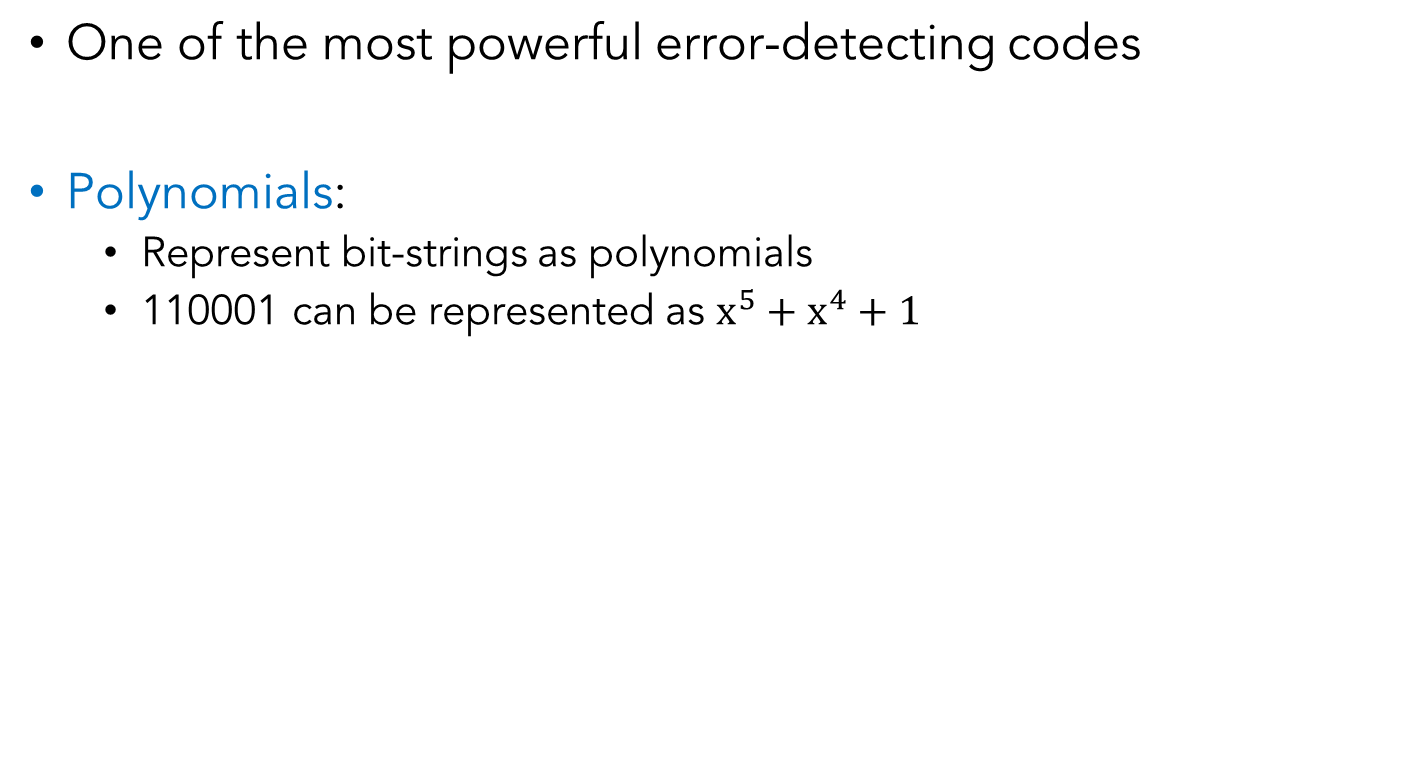 • One of the most powerful error-detecting codes
• Polynomials:
• Represent bit-strings as polynomials
• 110001 can be represented as x⁵ + x⁴ + 1